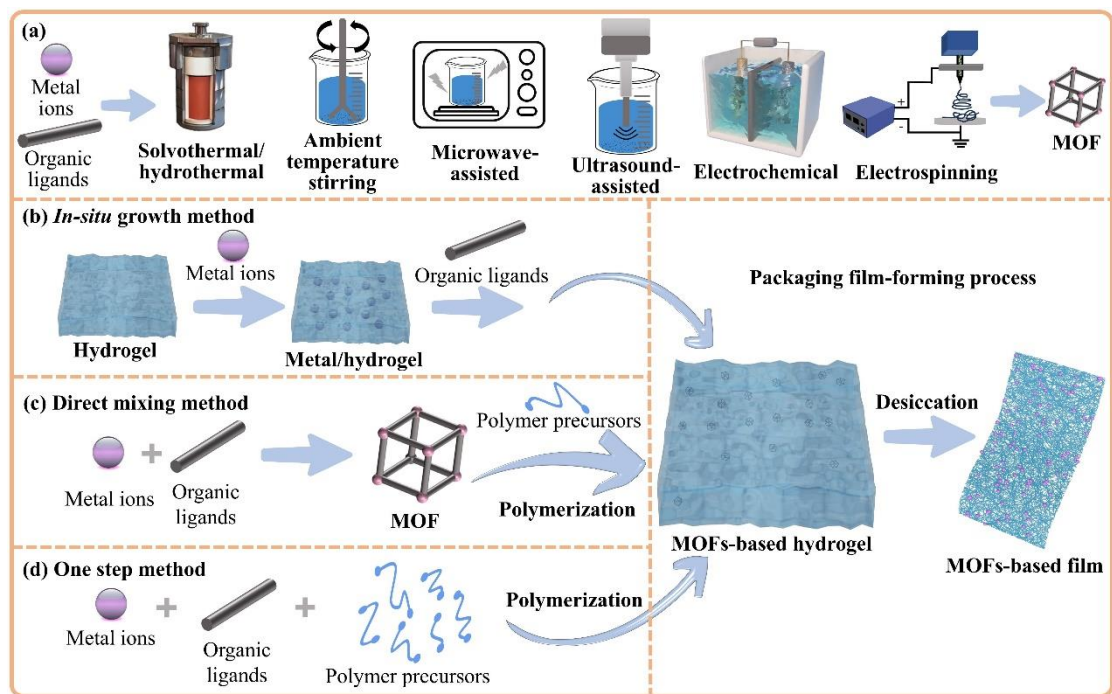 (a)
Metal
ions
Organic
ligands
Solvothermal/
hydrothermal
Ambient
temperature
stirring
Microwave-
assisted
Ultrasound-
assisted
Electrochemical
+
-
Electrospinning
MOF
(b) In-situ growth method
Metal ions
Organic ligands
Hydrogel
Metal/hydrogel
(c) Direct mixing method
+
Metal ions
Organic
ligands
MOF
Polymer precursors
Polymerization
(d) One step method
+
+
Metal ions
Organic
ligands
Polymer precursors
Polymerization
Packaging film-forming process
Desiccation
MOFs-based hydrogel
MOFs-based film